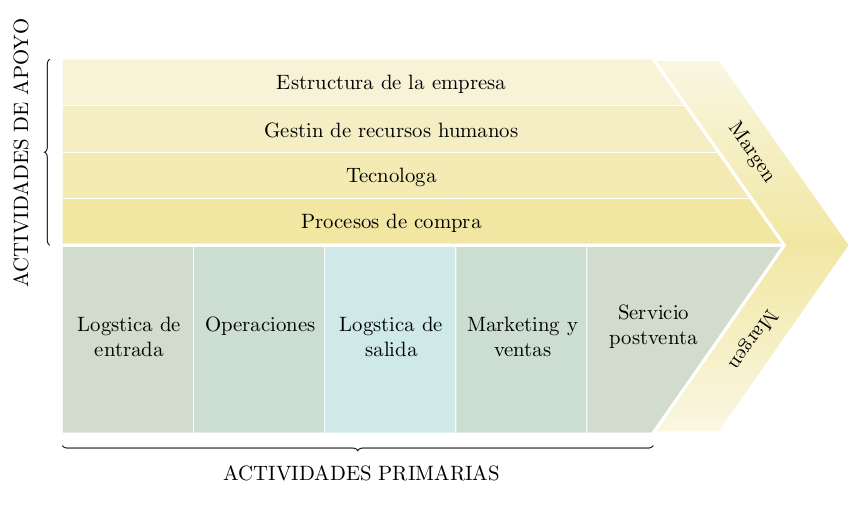 ACTIVIDADES DE APOYO
Estructura de la empresa
Gestin de recursos humanos
Tecnologa
Procesos de compra
Margen
Logstica de
entrada
Operaciones
Logstica de
salida
Marketing y
ventas
Servicio
postventa
Margen
ACTIVIDADES PRIMARIAS